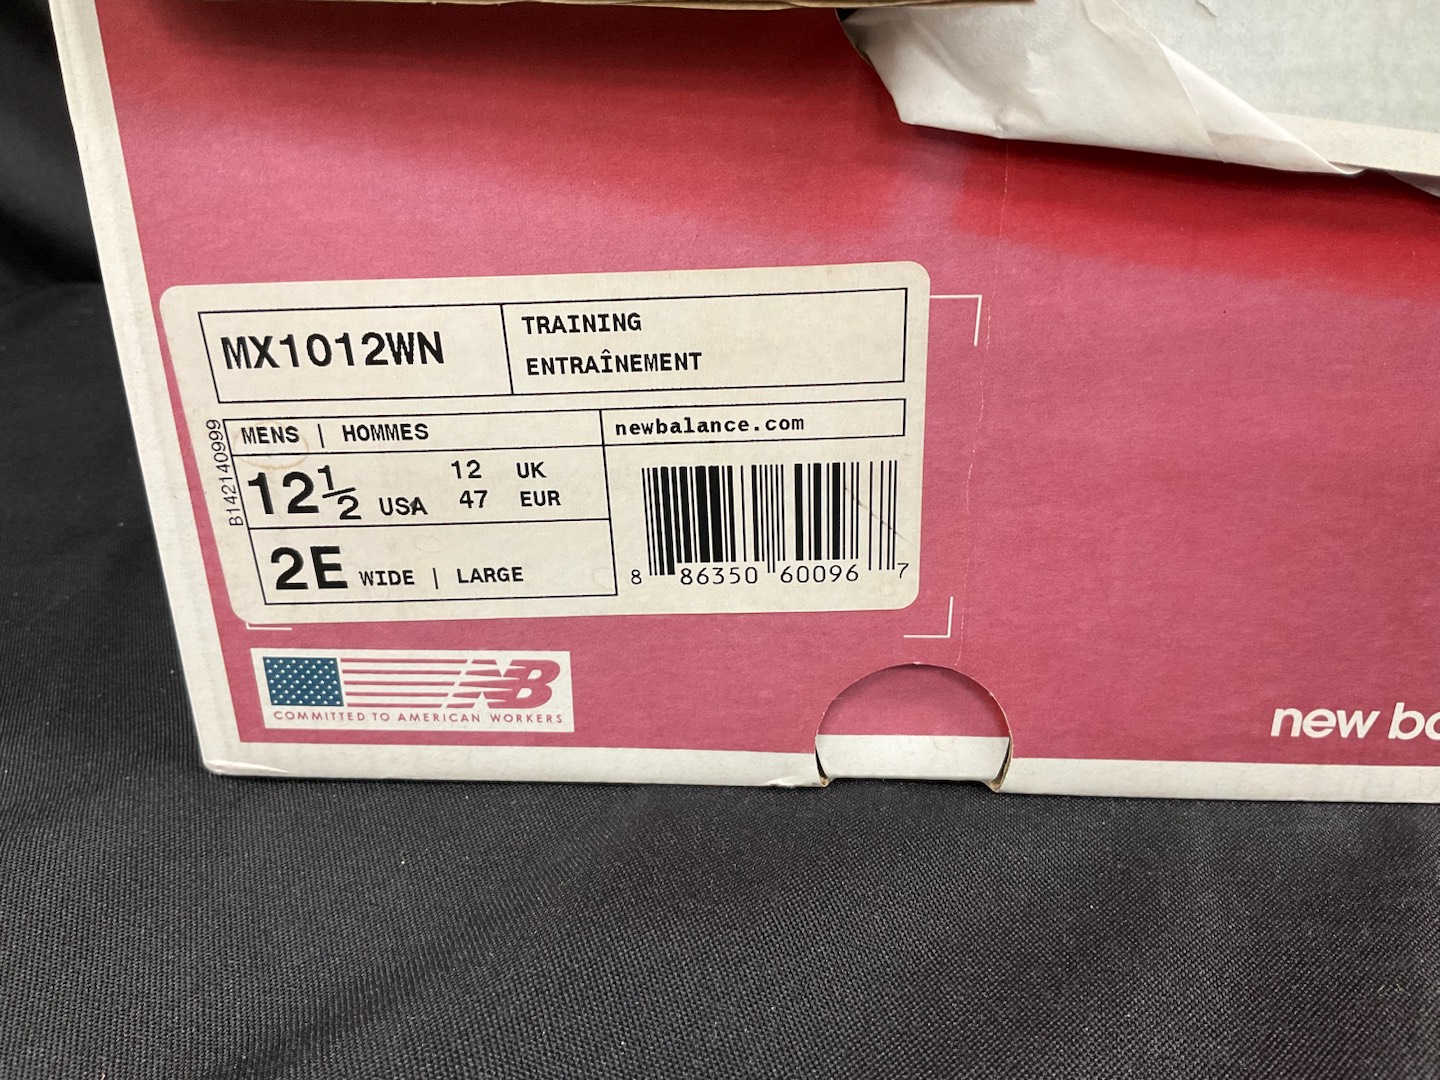 MX1012WN
TRAINING
ENTRAÎNEMENT
MENS | HOMMES
newbalance.com
12½ USA
12 UK
47 EUR
2E WIDE | LARGE
8 86350 60096 7
B142140999
NB
COMMITTED TO AMERICAN WORKERS
new ba